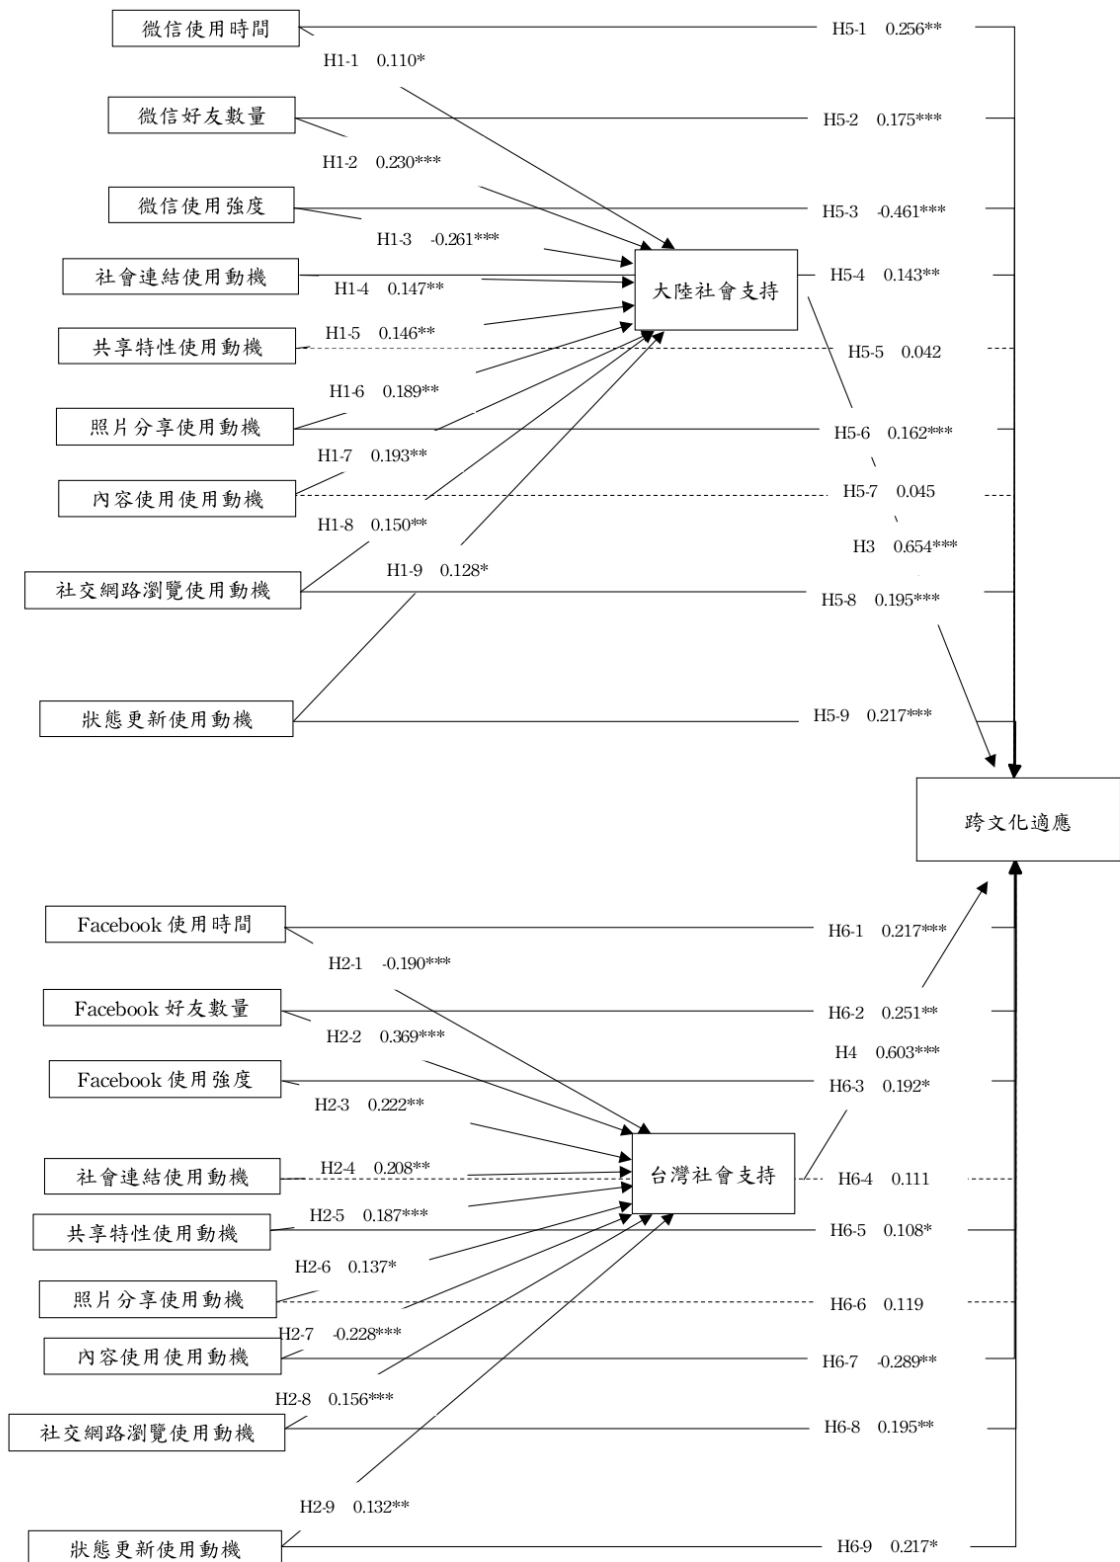 微信使用時間
H5-1 0.256**
H1-1 0.110*
微信好友數量
H5-2 0.175***
H1-2 0.230***
微信使用強度
H5-3 -0.461***
H1-3 -0.261***
社會連結使用動機
大陸社會支持
H5-4 0.143**
H1-4 0.147**
共享特性使用動機
H1-5 0.146**
H5-5 0.042
H1-6 0.189**
照片分享使用動機
H5-6 0.162***
H1-7 0.193**
內容使用使用動機
H5-7 0.045
H1-8 0.150**
H3 0.654***
H1-9 0.128*
社交網路瀏覽使用動機
H5-8 0.195***
狀態更新使用動機
H5-9 0.217***
跨文化適應
Facebook 使用時間
H6-1 0.217***
H2-1 -0.190***
Facebook 好友數量
H6-2 0.251**
H2-2 0.369***
H4 0.603***
Facebook 使用強度
H6-3 0.192*
H2-3 0.222**
社會連結使用動機
H2-4 0.208**
台灣社會支持
H6-4 0.111
H2-5 0.187***
共享特性使用動機
H6-5 0.108*
H2-6 0.137*
照片分享使用動機
H6-6 0.119
H2-7 -0.228***
內容使用使用動機
H6-7 -0.289**
H2-8 0.156***
社交網路瀏覽使用動機
H6-8 0.195**
H2-9 0.132**
狀態更新使用動機
H6-9 0.217*